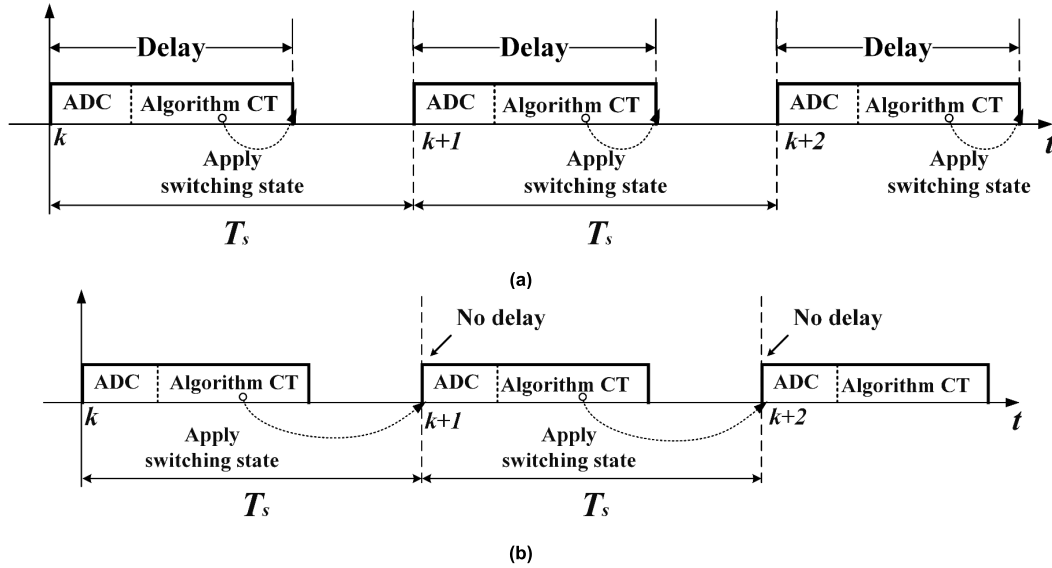 Delay Delay Delay
ADC Algorithm CT ADC Algorithm CT ADC Algorithm CT
k k+1 k+2 t
Apply Apply Apply
switching state switching state switching state
Ts Ts
(a)
No delay No delay
ADC Algorithm CT ADC Algorithm CT ADC Algorithm CT
k k+1 k+2 t
Apply Apply
switching state switching state
Ts Ts
(b)